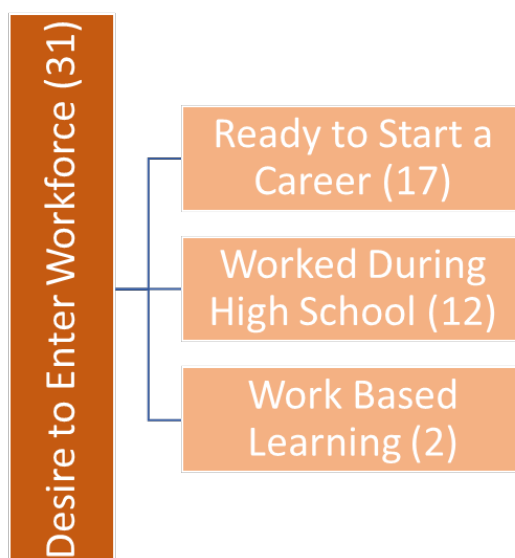 Desire to Enter Workforce (31)
Ready to Start a
Career (17)
Worked During
High School (12)
Work Based
Learning (2)